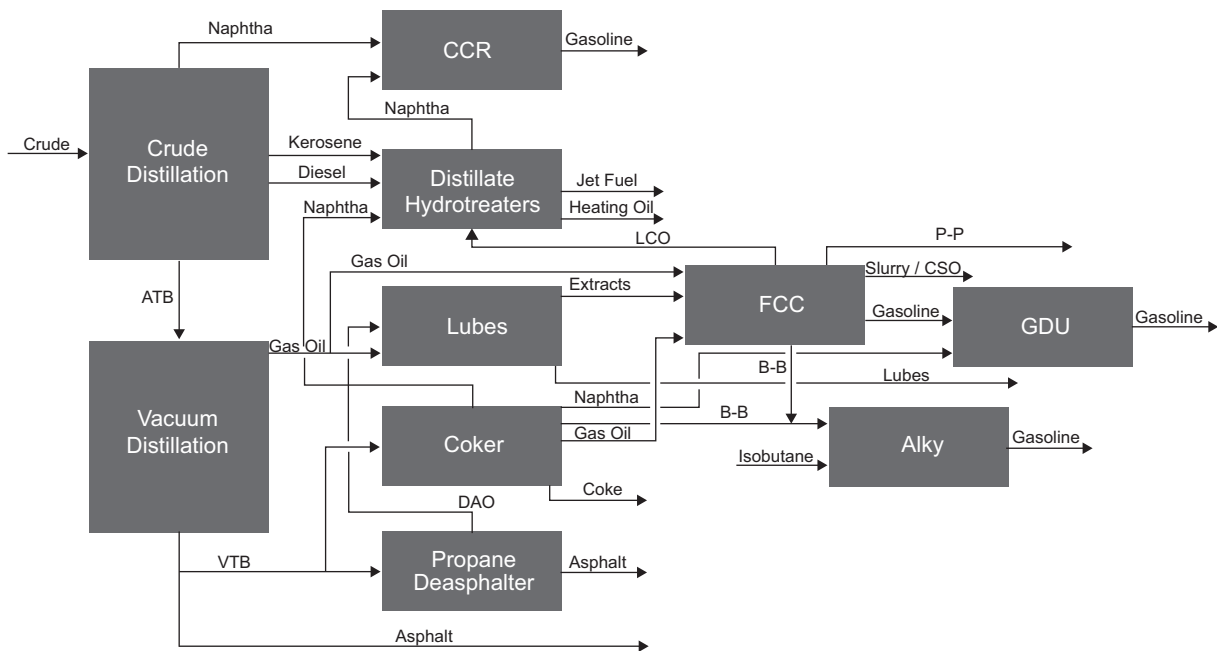 Naphtha
CCR
Gasoline
Naphtha
Crude
Crude
Distillation
Kerosene
Diesel
Naphtha
Distillate
Hydrotreaters
Jet Fuel
Heating Oil
LCO
P-P
Gas Oil
Slurry / CSO
ATB
Extracts
FCC
Lubes
Gasoline
GDU
Gasoline
Gas Oil
B-B
Lubes
Vacuum
Distillation
Naphtha
B-B
Coker
Gas Oil
Alky
Gasoline
Isobutane
Coke
DAO
VTB
Propane
Deasphalter
Asphalt
Asphalt